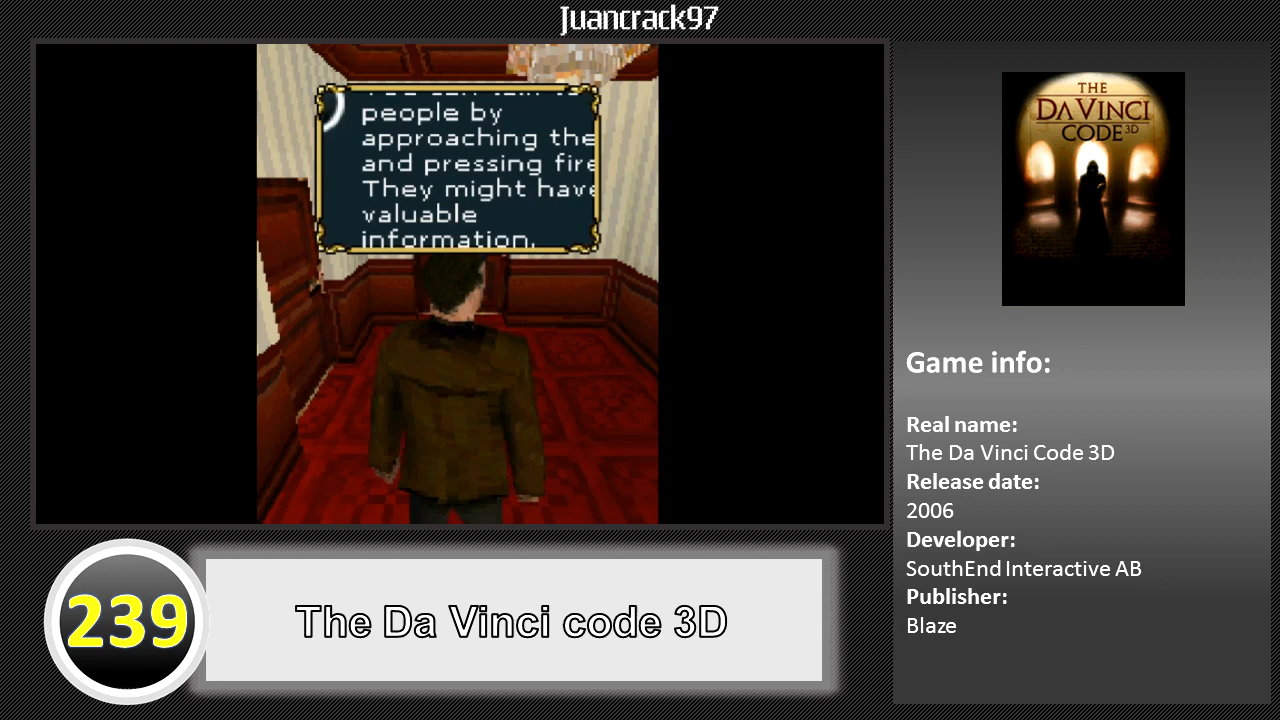 Juancrack97
people by
approaching the
and pressing fire
They might have
valuable
information.
THE
DA VINCI
CODE 3D
Game info:
Real name:
The Da Vinci Code 3D
Release date:
2006
Developer:
SouthEnd Interactive AB
Publisher:
Blaze
239
The Da Vinci code 3D